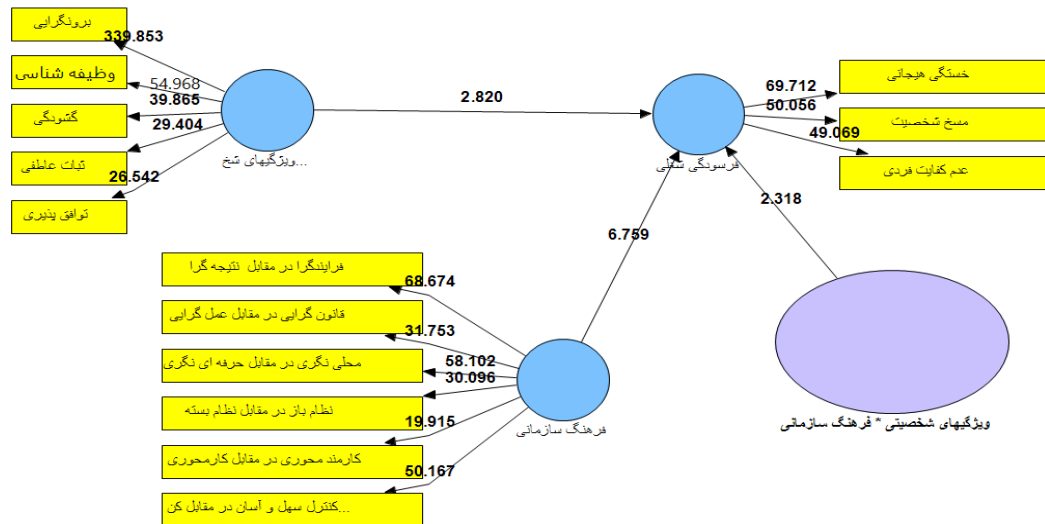 برونگرایی
339.853
وظیفه شناسی
54.968
39.865
گشودگی
29.404
ثبات عاطفی
26.542
توافق پذیری
ویژگیهای شخ...
2.820
69.712
خستگی هیجانی
50.056
مسخ شخصیت
49.069
عدم کفایت فردی
فرسودگی شغلی
2.318
6.759
فرایندگرا در مقابل نتیجه گرا
68.674
قانون گرایی در مقابل عمل گرایی
31.753
محلی نگری در مقابل حرفه ای نگری
58.102
30.096
نظام باز در مقابل نظام بسته
19.915
کارمند محوری در مقابل کارمحوری
50.167
کنترل سهل و آسان در مقابل کن...
فرهنگ سازمانی
ویژگیهای شخصیتی * فرهنگ سازمانی